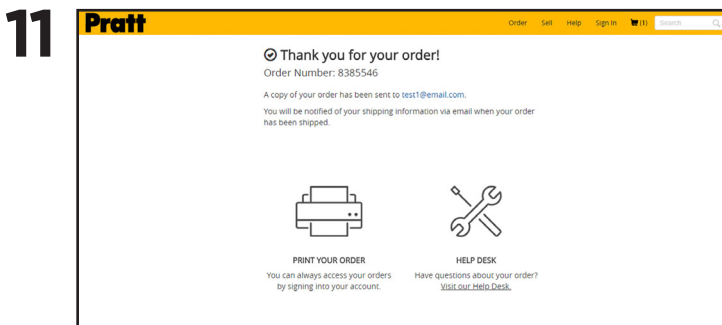 11
Pratt
Order Sell Help Sign In (1) Search
Thank you for your order!
Order Number: 8385546
A copy of your order has been sent to test1@email.com.
You will be notified of your shipping information via email when your order
has been shipped.
PRINT YOUR ORDER
You can always access your orders
by signing into your account.
HELP DESK
Have questions about your order?
Visit our Help Desk.